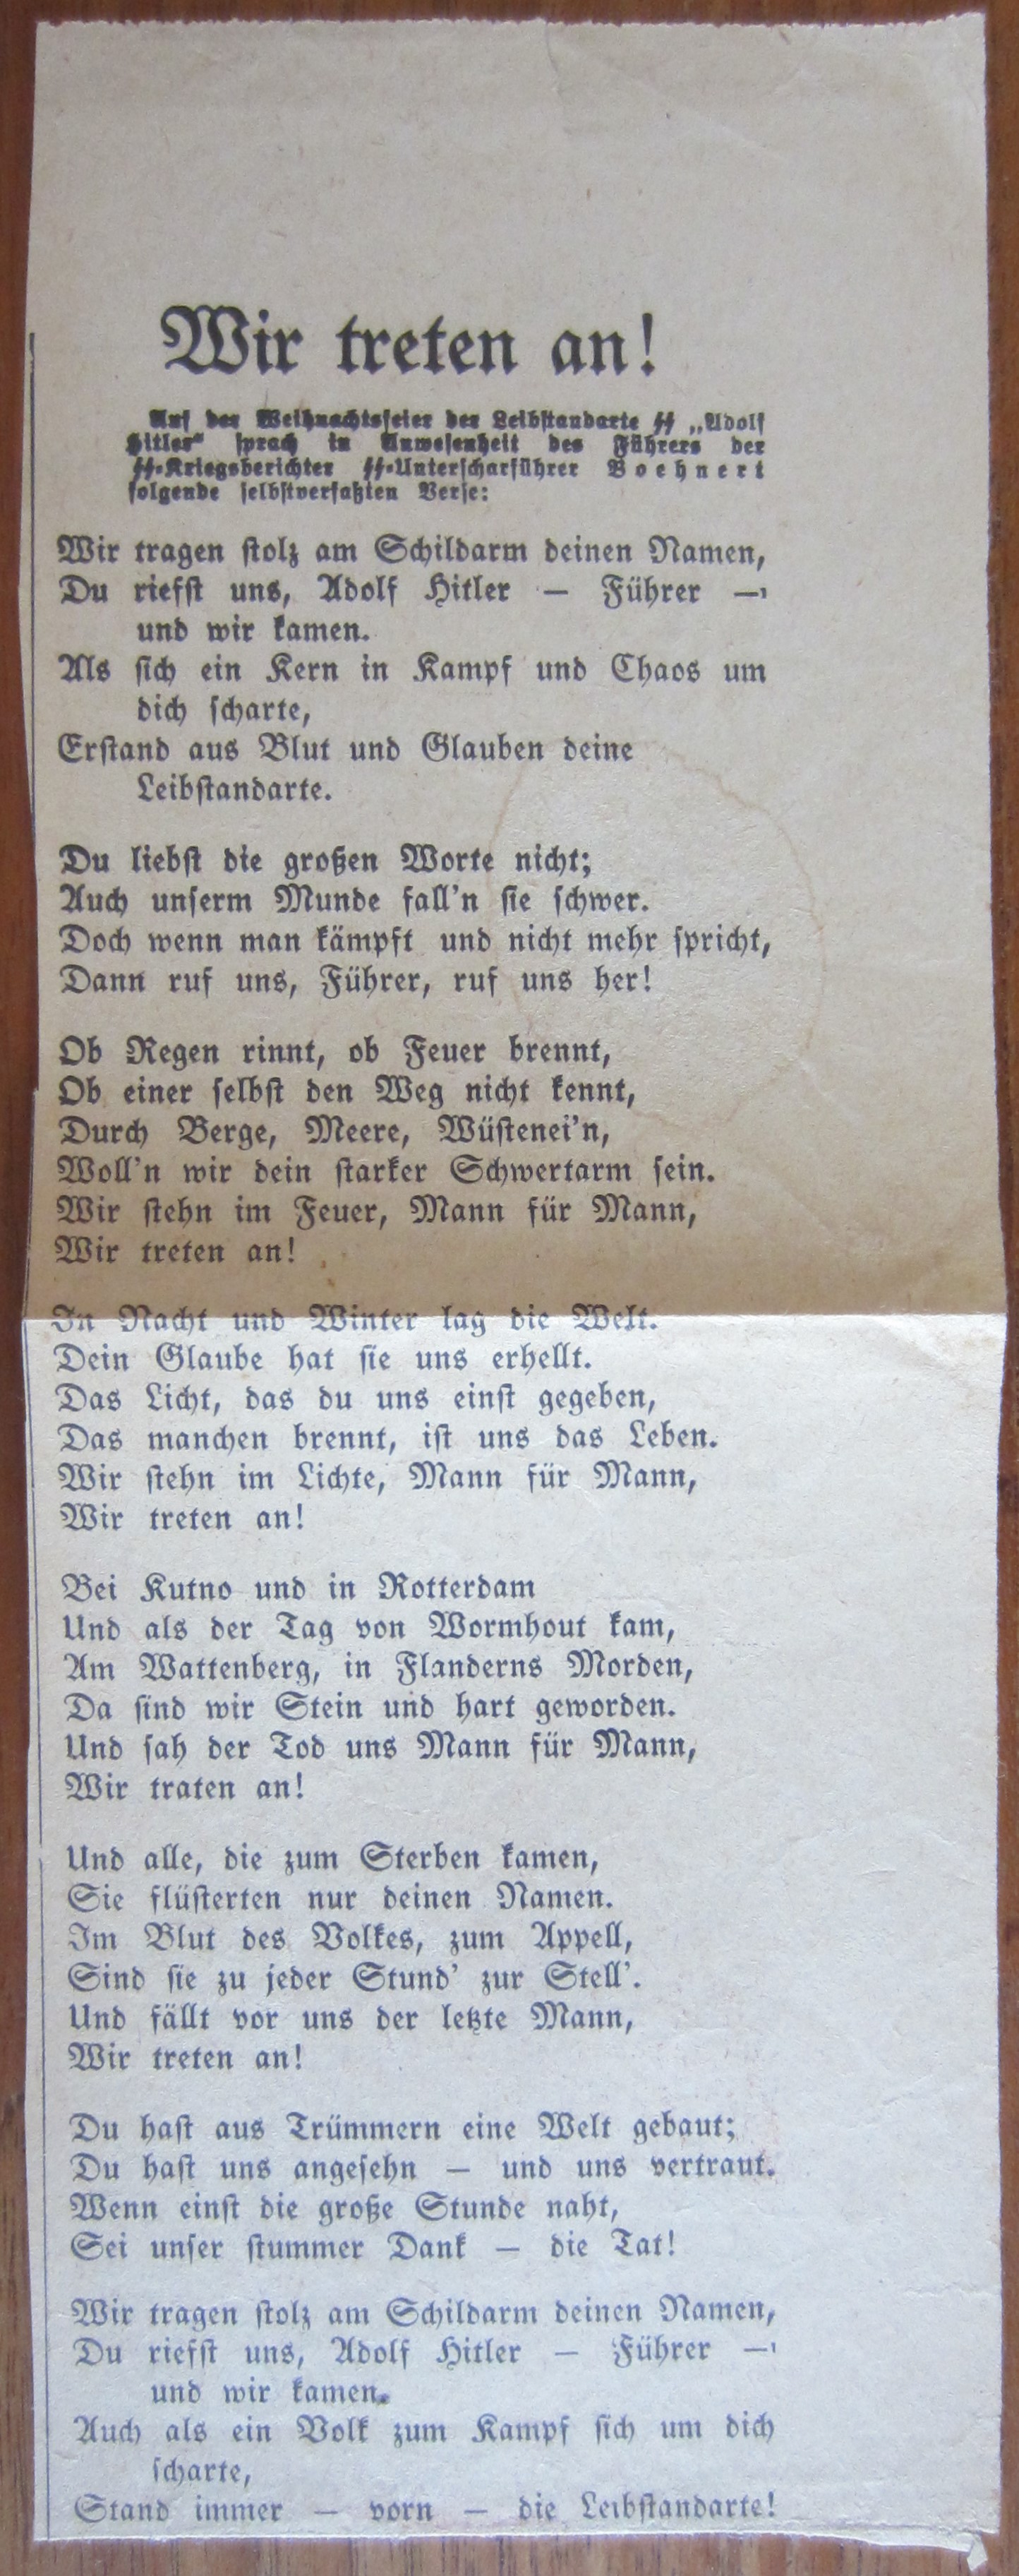 Wir treten an!
Auf der Weihnachtsfeier der Leibstandarte ᛋᛋ „Adolf
Hitler“ sprach in Anwesenheit des Führers der
ᛋᛋ-Kriegsberichter ᛋᛋ-Unterscharführer Boehnert
folgende selbstverfaßten Verse:
Wir tragen stolz am Schildarm deinen Namen,
Du riefst uns, Adolf Hitler — Führer —,
und wir kamen.
Als sich ein Kern in Kampf und Chaos um
dich scharte,
Erstand aus Blut und Glauben deine
Leibstandarte.
Du liebst die großen Worte nicht;
Auch unserm Munde fall'n sie schwer.
Doch wenn man kämpft und nicht mehr spricht,
Dann ruf uns, Führer, ruf uns her!
Ob Regen rinnt, ob Feuer brennt,
Ob einer selbst den Weg nicht kennt,
Durch Berge, Meere, Wüstenei'n,
Woll'n wir dein starker Schwertarm sein.
Wir stehn im Feuer, Mann für Mann,
Wir treten an!
In Nacht und Winter lag die Welt.
Dein Glaube hat sie uns erhellt.
Das Licht, das du uns einst gegeben,
Das manchen brennt, ist uns das Leben.
Wir stehn im Lichte, Mann für Mann,
Wir treten an!
Bei Kutno und in Rotterdam
Und als der Tag von Wormhout kam,
Am Wattenberg, in Flanderns Morden,
Da sind wir Stein und hart geworden.
Und sah der Tod uns Mann für Mann,
Wir traten an!
Und alle, die zum Sterben kamen,
Sie flüsterten nur deinen Namen.
Im Blut des Volkes, zum Appell,
Sind sie zu jeder Stund' zur Stell'.
Und fällt vor uns der letzte Mann,
Wir treten an!
Du hast aus Trümmern eine Welt gebaut;
Du hast uns angesehn — und uns vertraut.
Wenn einst die große Stunde naht,
Sei unser stummer Dank — die Tat!
Wir tragen stolz am Schildarm deinen Namen,
Du riefst uns, Adolf Hitler — Führer —,
und wir kamen.
Auch als ein Volk zum Kampf sich um dich
scharte,
Stand immer — vorn — die Leibstandarte!